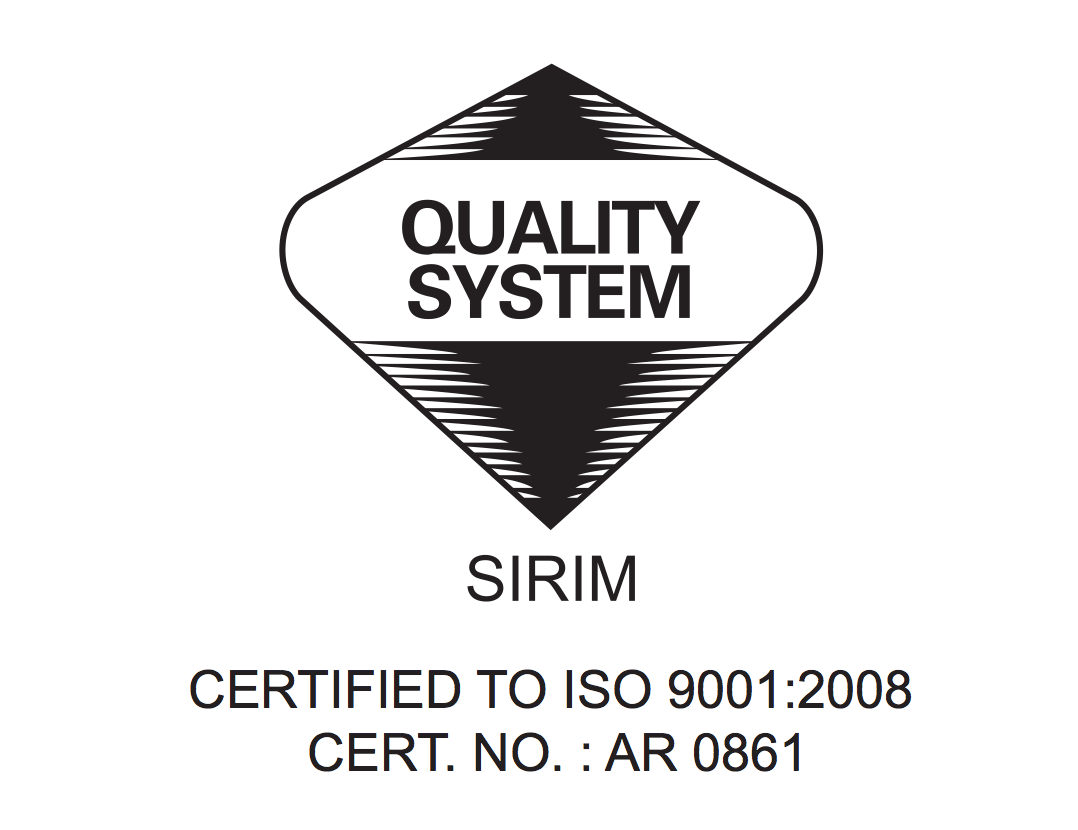 QUALITY
SYSTEM
SIRIM
CERTIFIED TO ISO 9001:2008
CERT. NO. : AR 0861